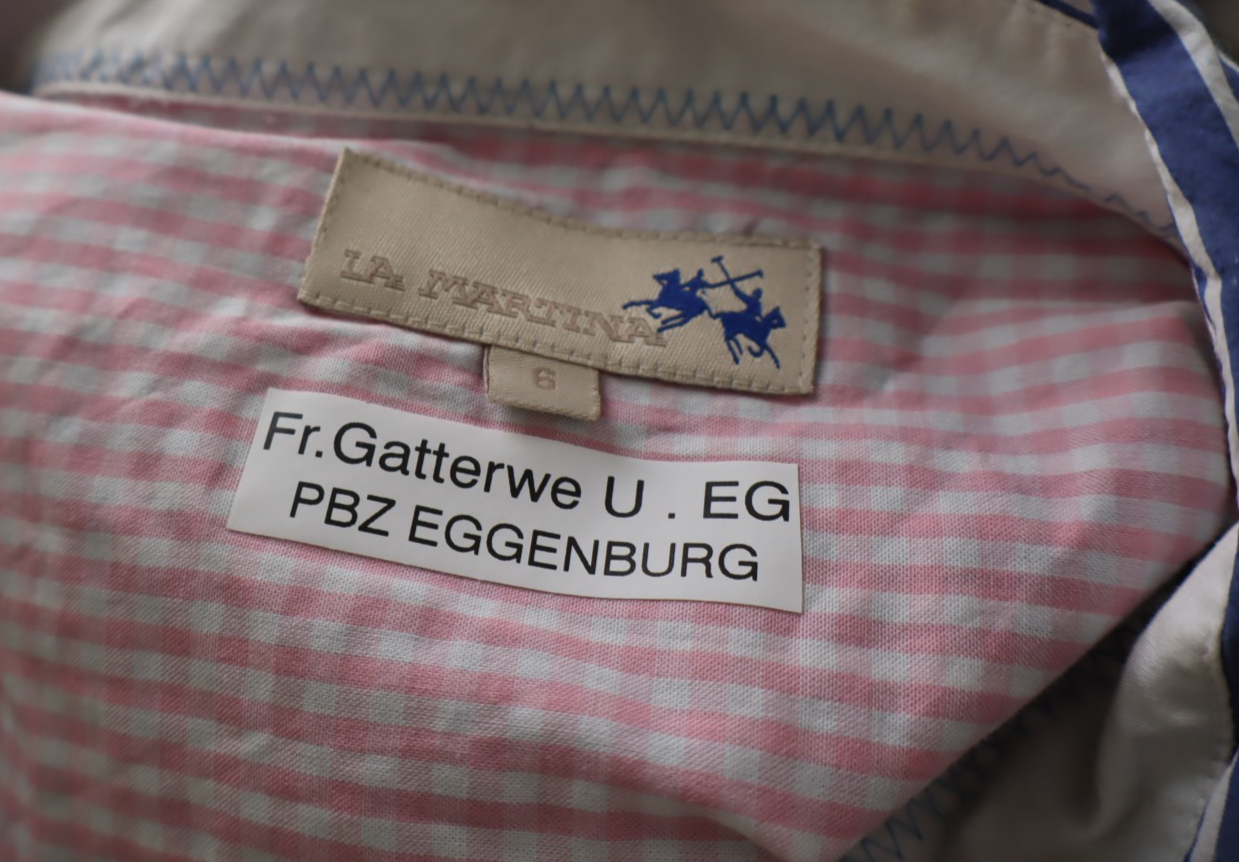 LA MARTINA
6
Fr.Gatterwe U . EG
PBZ EGGENBURG